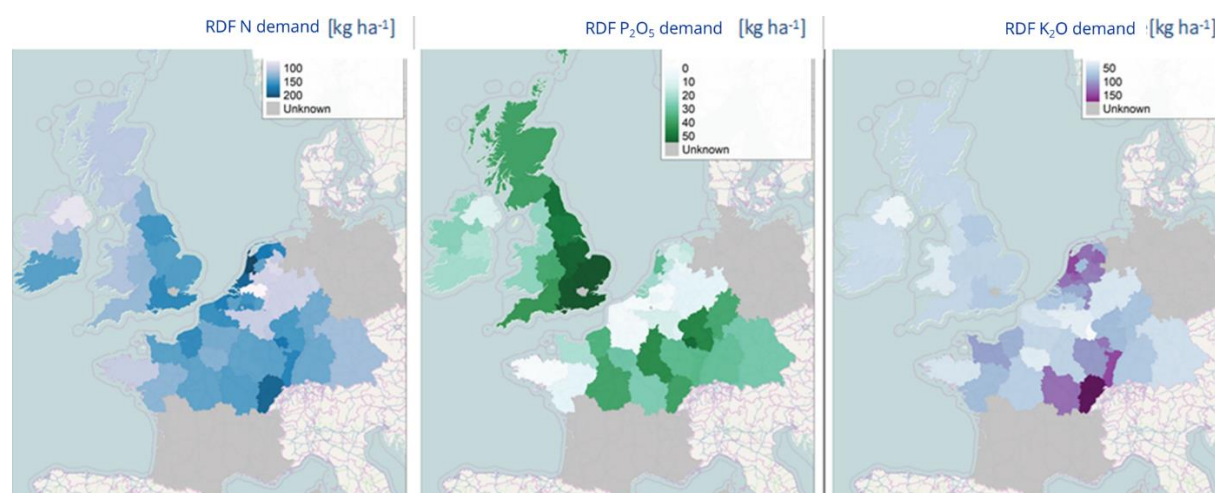 RDF N demand [kg ha⁻¹]
100
150
200
Unknown
RDF P₂O₅ demand [kg ha⁻¹]
0
10
20
30
40
50
Unknown
RDF K₂O demand [kg ha⁻¹]
50
100
150
Unknown